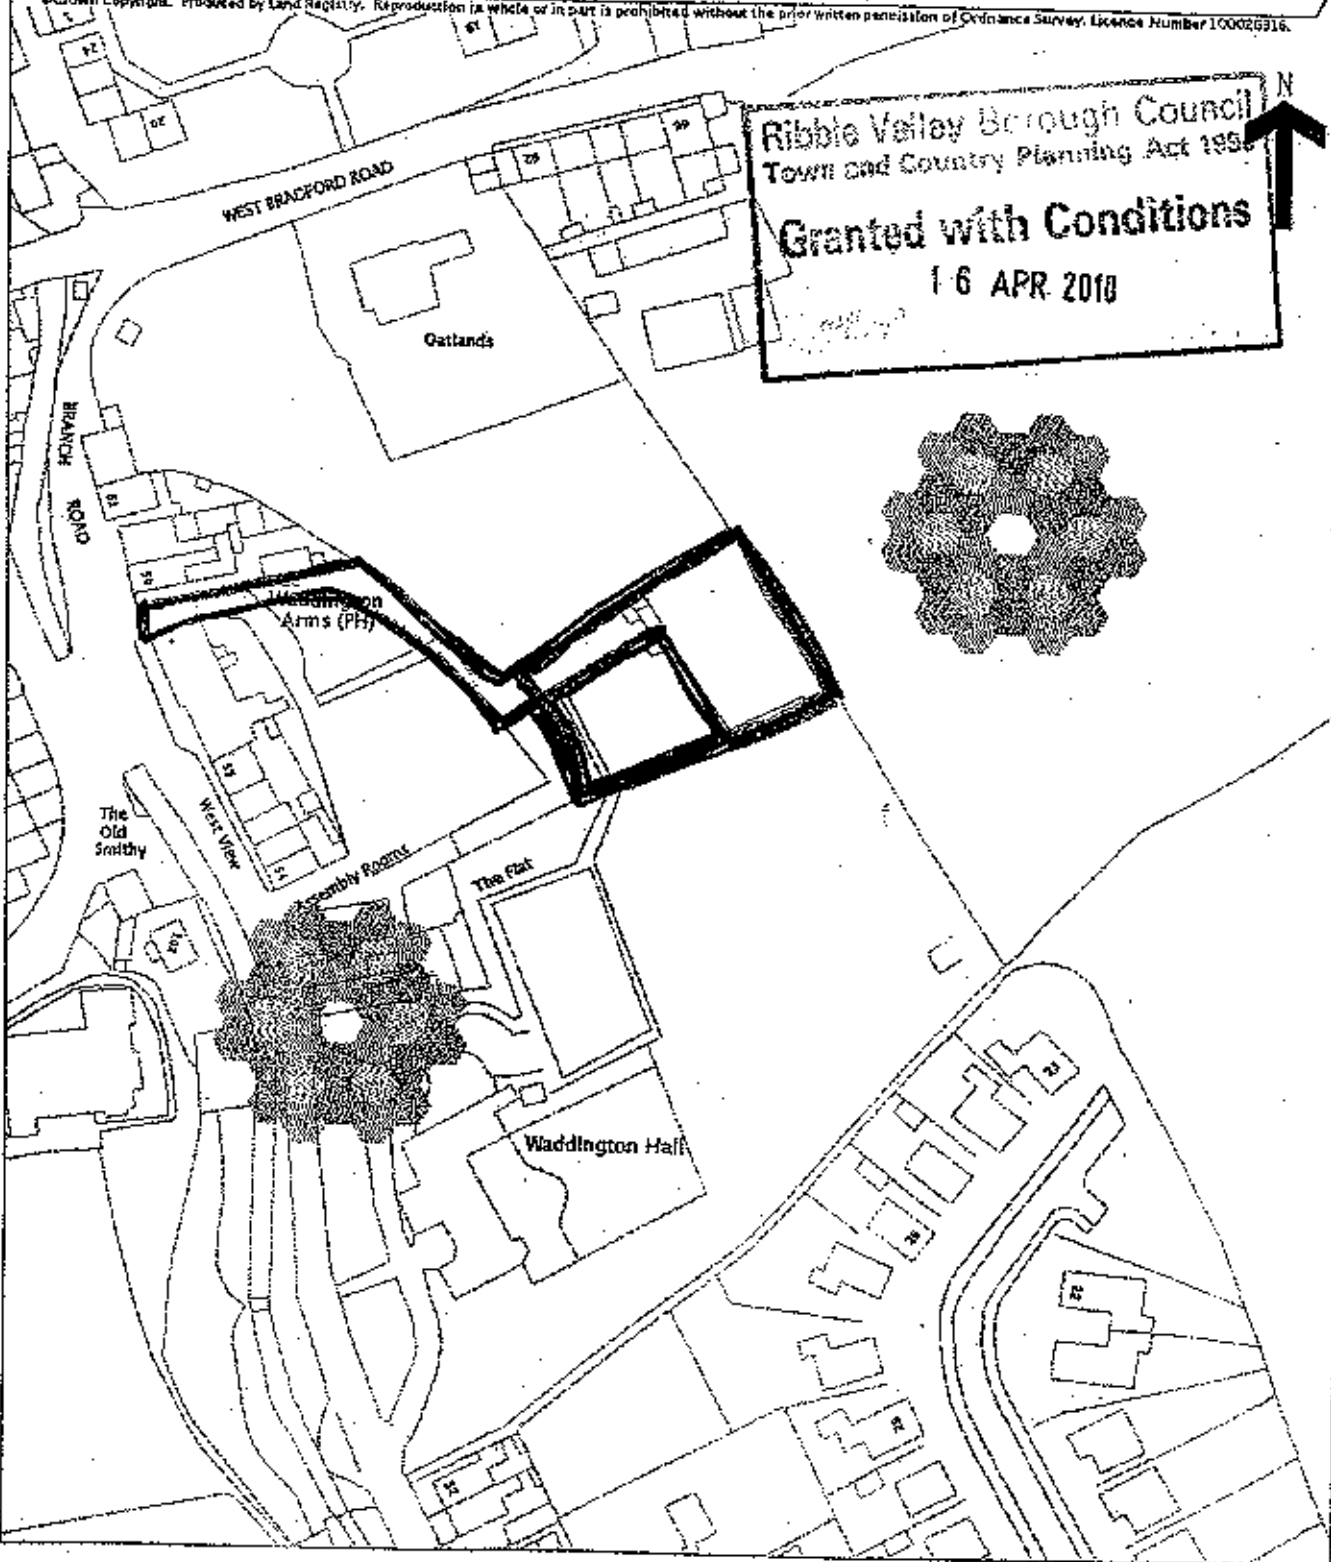 Crown Copyright. Produced by Land Registry. Reproduction in whole or in part is prohibited without the prior written permission of Ordnance Survey. Licence Number 100026316.
N
Ribble Valley Borough Council
Town and Country Planning Act
Granted with Conditions
16 APR 2010
24
20
WEST BRADFORD ROAD
Oatlands
BRANCH ROAD
Waddington
Arms (PH)
The
Old
Smithy
West View
The Flat
Waddington Hall
23